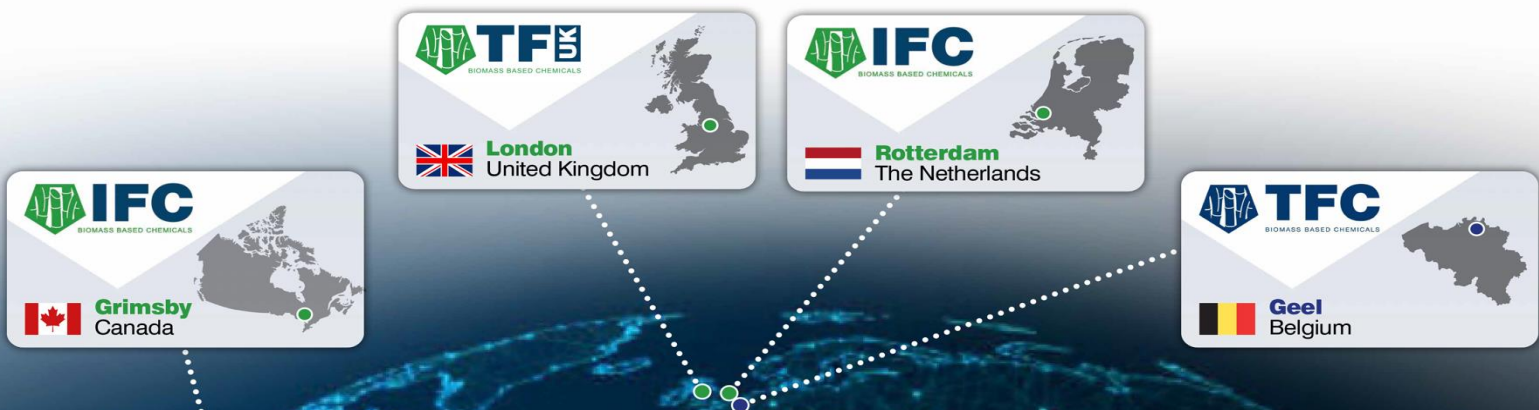 TF UK
BIOMASS BASED CHEMICALS
London
United Kingdom
IFC
BIOMASS BASED CHEMICALS
Rotterdam
The Netherlands
IFC
BIOMASS BASED CHEMICALS
Grimsby
Canada
TFC
BIOMASS BASED CHEMICALS
Geel
Belgium